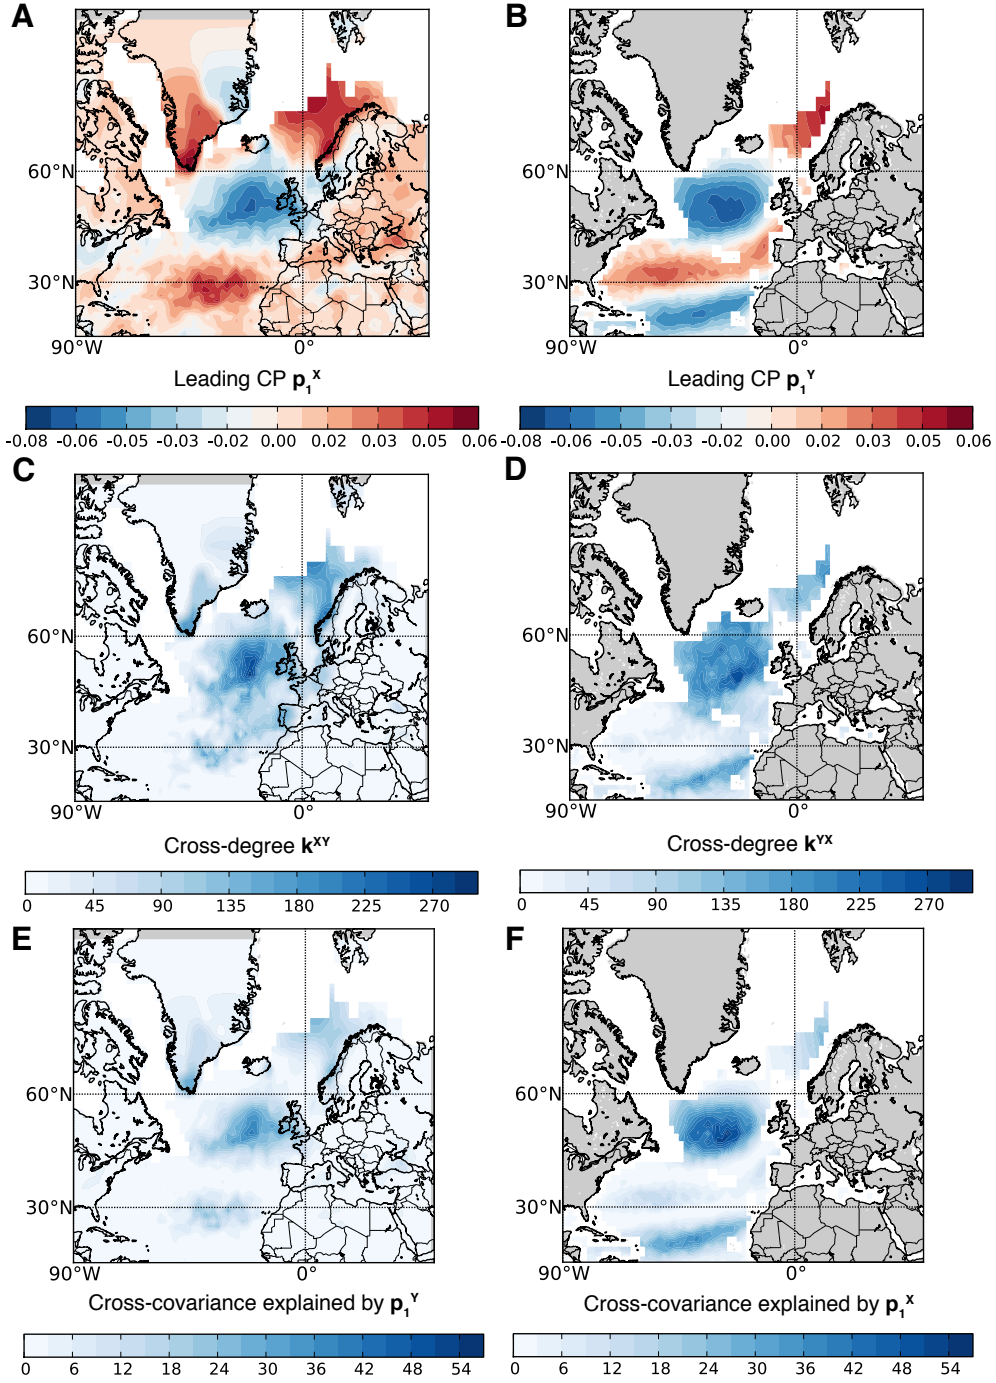 A
B
60°N
60°N
30°N
30°N
90°W 0°
90°W 0°
Leading CP p₁ˣ
Leading CP p₁ʸ
-0.08 -0.06 -0.05 -0.03 -0.02 0.00 0.02 0.03 0.05 0.06
-0.08 -0.06 -0.05 -0.03 -0.02 0.00 0.02 0.03 0.05 0.06
C
D
60°N
60°N
30°N
30°N
90°W 0°
90°W 0°
Cross-degree kXY
Cross-degree kYX
0 45 90 135 180 225 270
0 45 90 135 180 225 270
E
F
60°N
60°N
30°N
30°N
90°W 0°
90°W 0°
Cross-covariance explained by p₁Y
Cross-covariance explained by p₁X
0 6 12 18 24 30 36 42 48 54
0 6 12 18 24 30 36 42 48 54